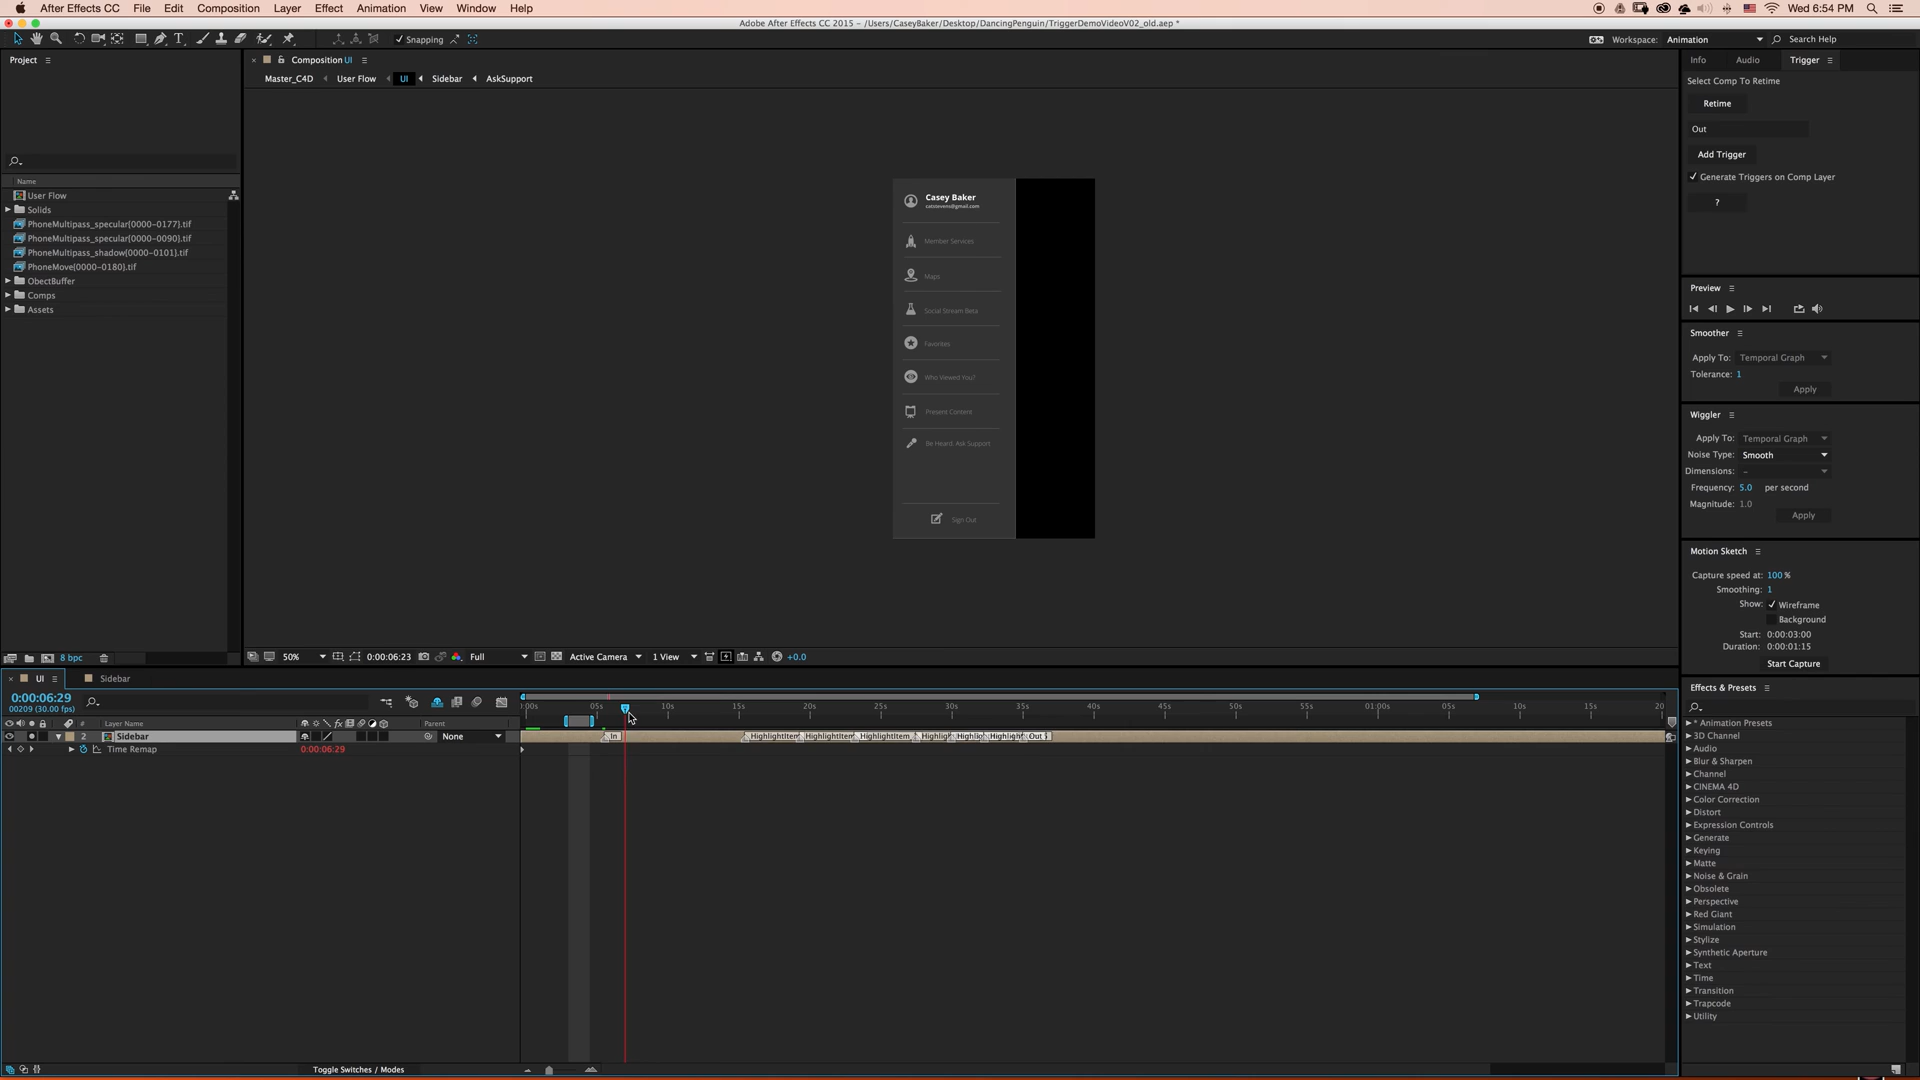 After Effects CC File Edit Composition Layer Effect Animation View Window Help Wed 6:54 PM
Adobe After Effects CC 2015 - /Users/CaseyBaker/Desktop/DancingPenguin/TriggerDemoVideoV02_old.aep *
Snapping
Workspace: Animation Search Help
Project
Composition UI
Info Audio Trigger
Master_C4D User Flow UI Sidebar AskSupport
Select Comp To Retime
Retime
Out
Add Trigger
Generate Triggers on Comp Layer
?
Name
User Flow
Solids
PhoneMultipass_specular[0000-0177].tif
PhoneMultipass_specular[0000-0090].tif
PhoneMultipass_shadow[0000-0101].tif
PhoneMove[0000-0180].tif
ObectBuffer
Comps
Assets
Casey Baker
catstevens@gmail.com
Member Services
Maps
Social Stream Beta
Favorites
Who Viewed You?
Present Content
Be Heard. Ask Support
Sign Out
Preview
Smoother
Apply To: Temporal Graph
Tolerance: 1
Apply
Wiggler
Apply To: Temporal Graph
Noise Type: Smooth
Dimensions: -
Frequency: 5.0 per second
Magnitude: 1.0
Apply
Motion Sketch
Capture speed at: 100 %
Smoothing: 1
Show: Wireframe
Background
Start: 0:00:03:00
Duration: 0:00:01:15
Start Capture
8 bpc
50% 0:00:06:23 Full Active Camera 1 View +0.0
UI Sidebar
0:00:06:29
00209 (30.00 fps)
:00s 05s 10s 15s 20s 25s 30s 35s 40s 45s 50s 55s 01:00s 05s 10s 15s 20
# Layer Name Parent
2 Sidebar None
In HighlightItem HighlightItem HighlightItem Highlig Highlig Highlight Out
Time Remap 0:00:06:29
Toggle Switches / Modes
Effects & Presets
* Animation Presets
3D Channel
Audio
Blur & Sharpen
Channel
CINEMA 4D
Color Correction
Distort
Expression Controls
Generate
Keying
Matte
Noise & Grain
Obsolete
Perspective
Red Giant
Simulation
Stylize
Synthetic Aperture
Text
Time
Transition
Trapcode
Utility